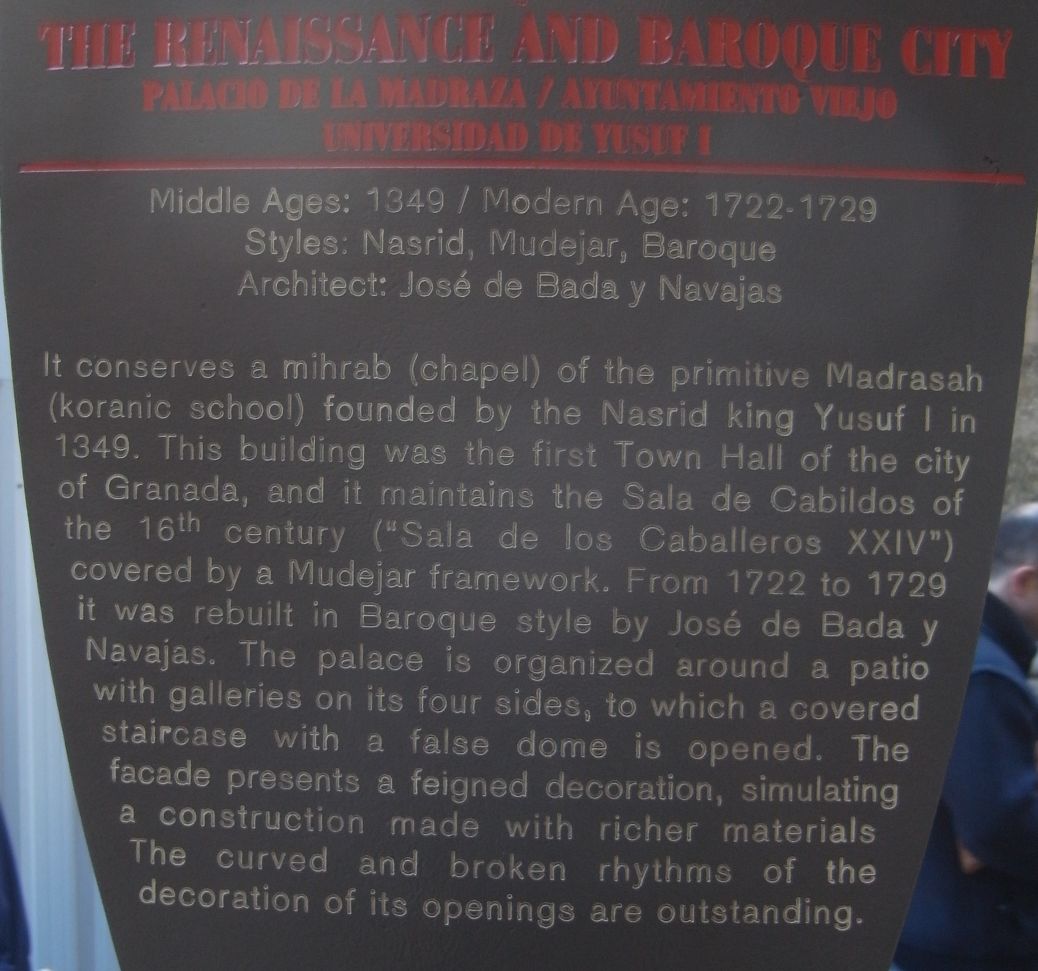 THE RENAISSANCE AND BAROQUE CITY
PALACIO DE LA MADRAZA / AYUNTAMIENTO VIEJO
UNIVERSIDAD DE YUSUF I
Middle Ages: 1349 / Modern Age: 1722-1729
Styles: Nasrid, Mudejar, Baroque
Architect: José de Bada y Navajas
It conserves a mihrab (chapel) of the primitive Madrasah
(koranic school) founded by the Nasrid king Yusuf I in
1349. This building was the first Town Hall of the city
of Granada, and it maintains the Sala de Cabildos of
the 16th century ("Sala de los Caballeros XXIV")
covered by a Mudejar framework. From 1722 to 1729
it was rebuilt in Baroque style by José de Bada y
Navajas. The palace is organized around a patio
with galleries on its four sides, to which a covered
staircase with a false dome is opened. The
facade presents a feigned decoration, simulating
a construction made with richer materials
The curved and broken rhythms of the
decoration of its openings are outstanding.